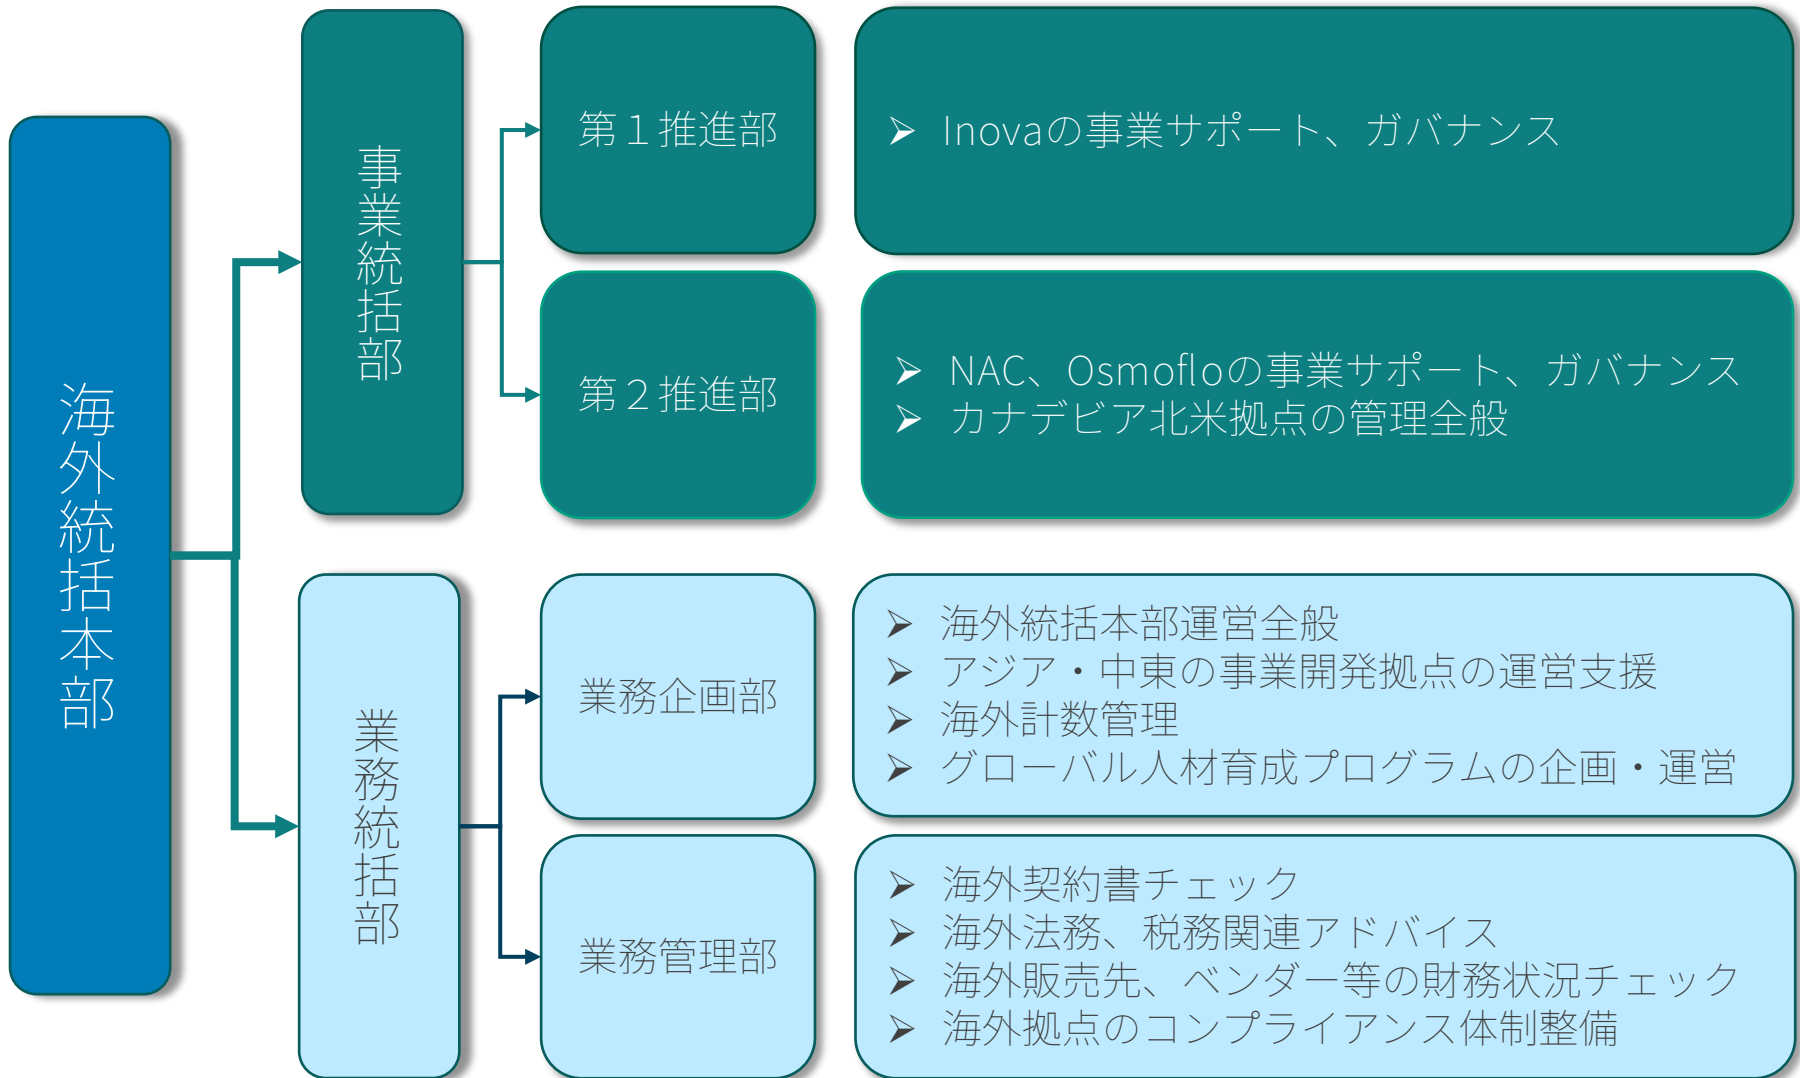 海外統括本部
事業統括部
第１推進部
➤ Inovaの事業サポート、ガバナンス
第２推進部
➤ NAC、Osmofloの事業サポート、ガバナンス
➤ カナデビア北米拠点の管理全般
業務統括部
業務企画部
➤ 海外統括本部運営全般
➤ アジア・中東の事業開発拠点の運営支援
➤ 海外計数管理
➤ グローバル人材育成プログラムの企画・運営
業務管理部
➤ 海外契約書チェック
➤ 海外法務、税務関連アドバイス
➤ 海外販売先、ベンダー等の財務状況チェック
➤ 海外拠点のコンプライアンス体制整備